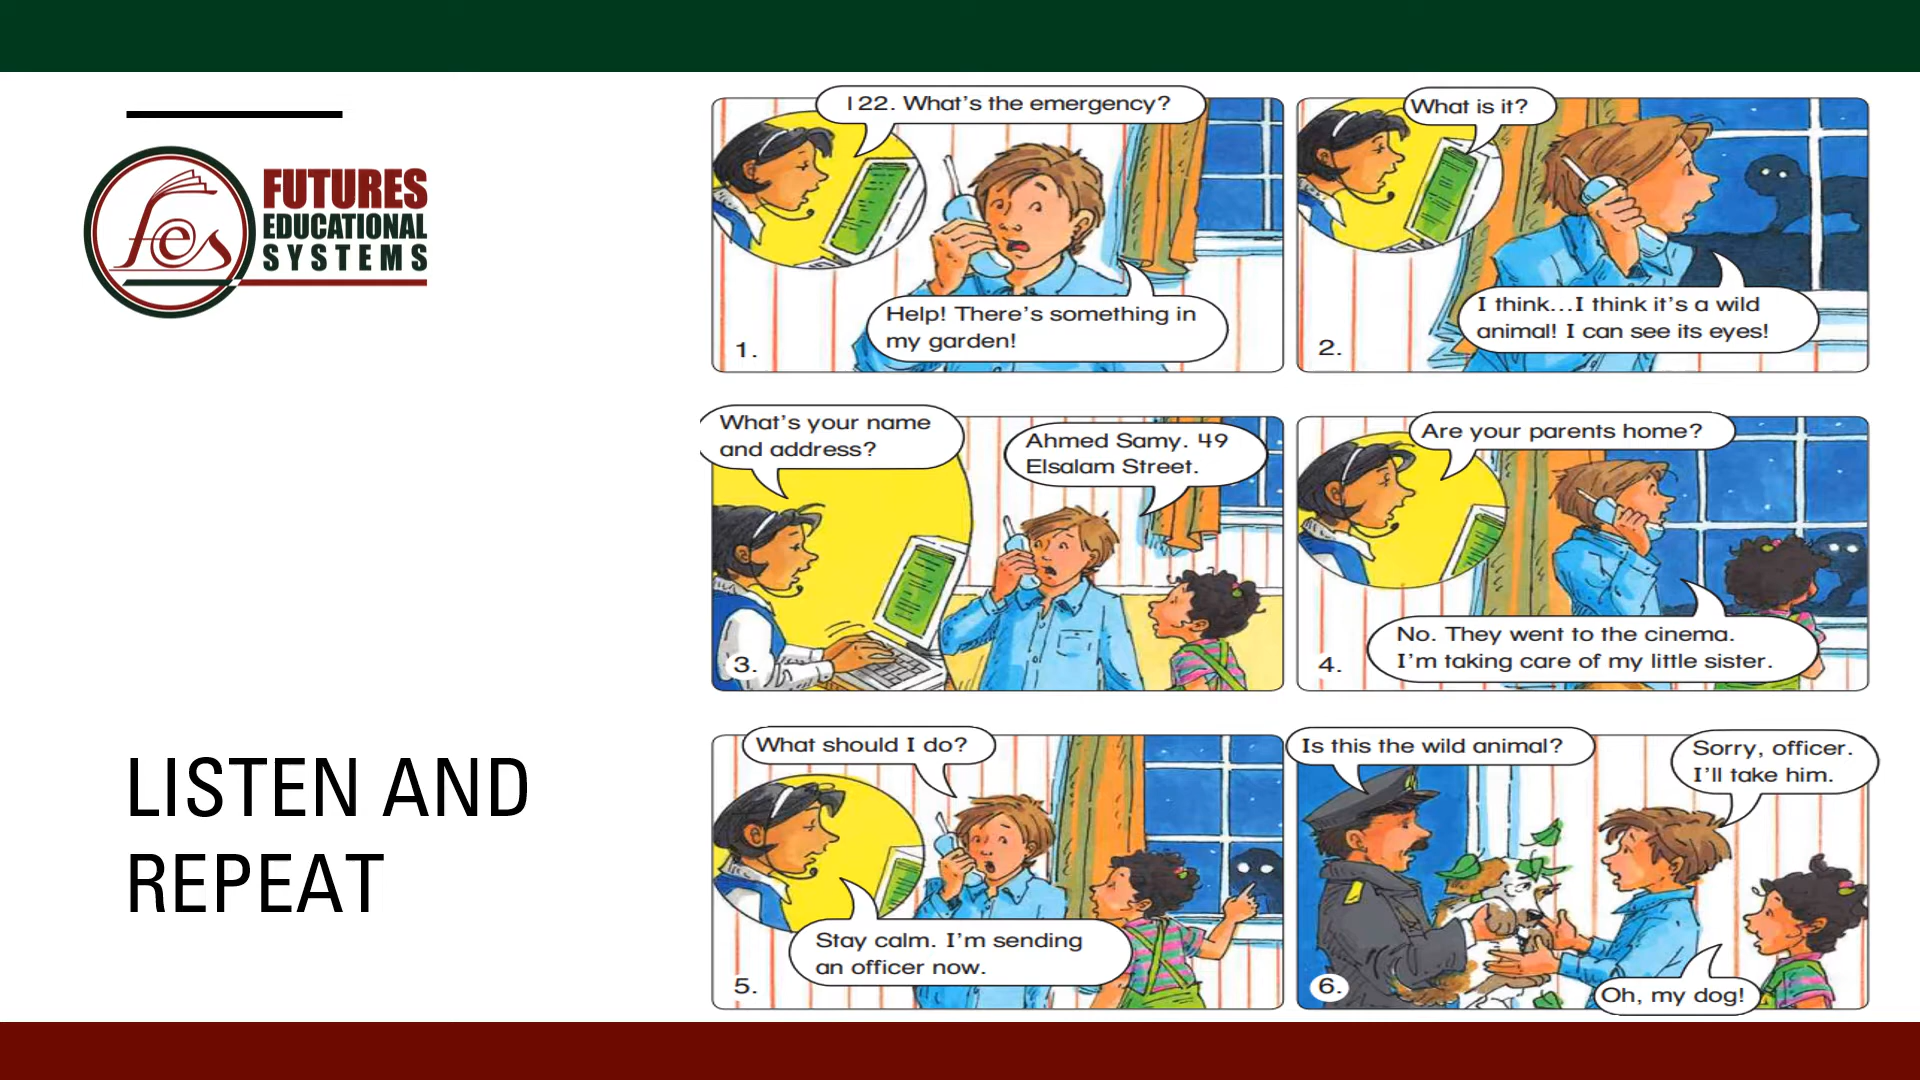 fes
FUTURES
EDUCATIONAL
SYSTEMS
LISTEN AND
REPEAT
122. What's the emergency?
Help! There's something in
my garden!
1.
What is it?
I think...I think it's a wild
animal! I can see its eyes!
2.
What's your name
and address?
Ahmed Samy. 49
Elsalam Street.
3.
Are your parents home?
No. They went to the cinema.
I'm taking care of my little sister.
4.
What should I do?
Stay calm. I'm sending
an officer now.
5.
Is this the wild animal?
Sorry, officer.
I'll take him.
Oh, my dog!
6.